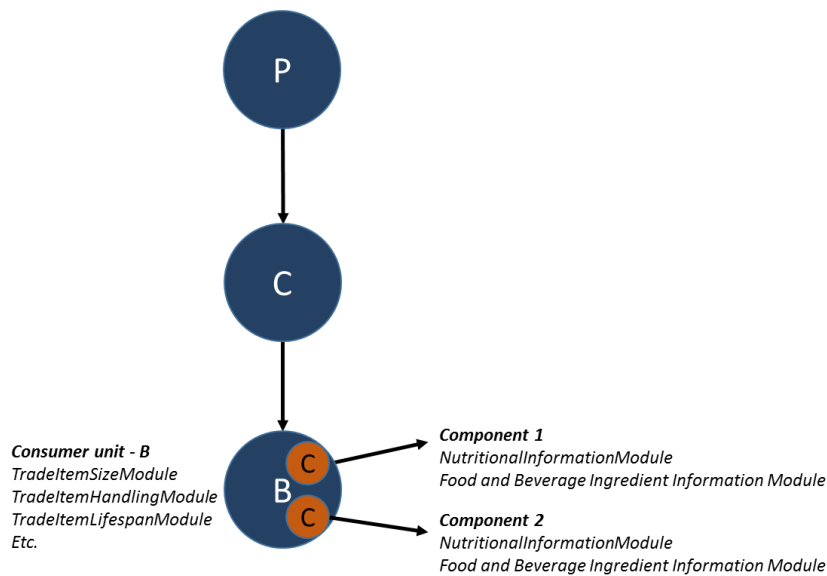 P
C
B
C
C
Consumer unit - B
TradeItemSizeModule
TradeItemHandlingModule
TradeItemLifespanModule
Etc.
Component 1
NutritionalInformationModule
Food and Beverage Ingredient Information Module
Component 2
NutritionalInformationModule
Food and Beverage Ingredient Information Module